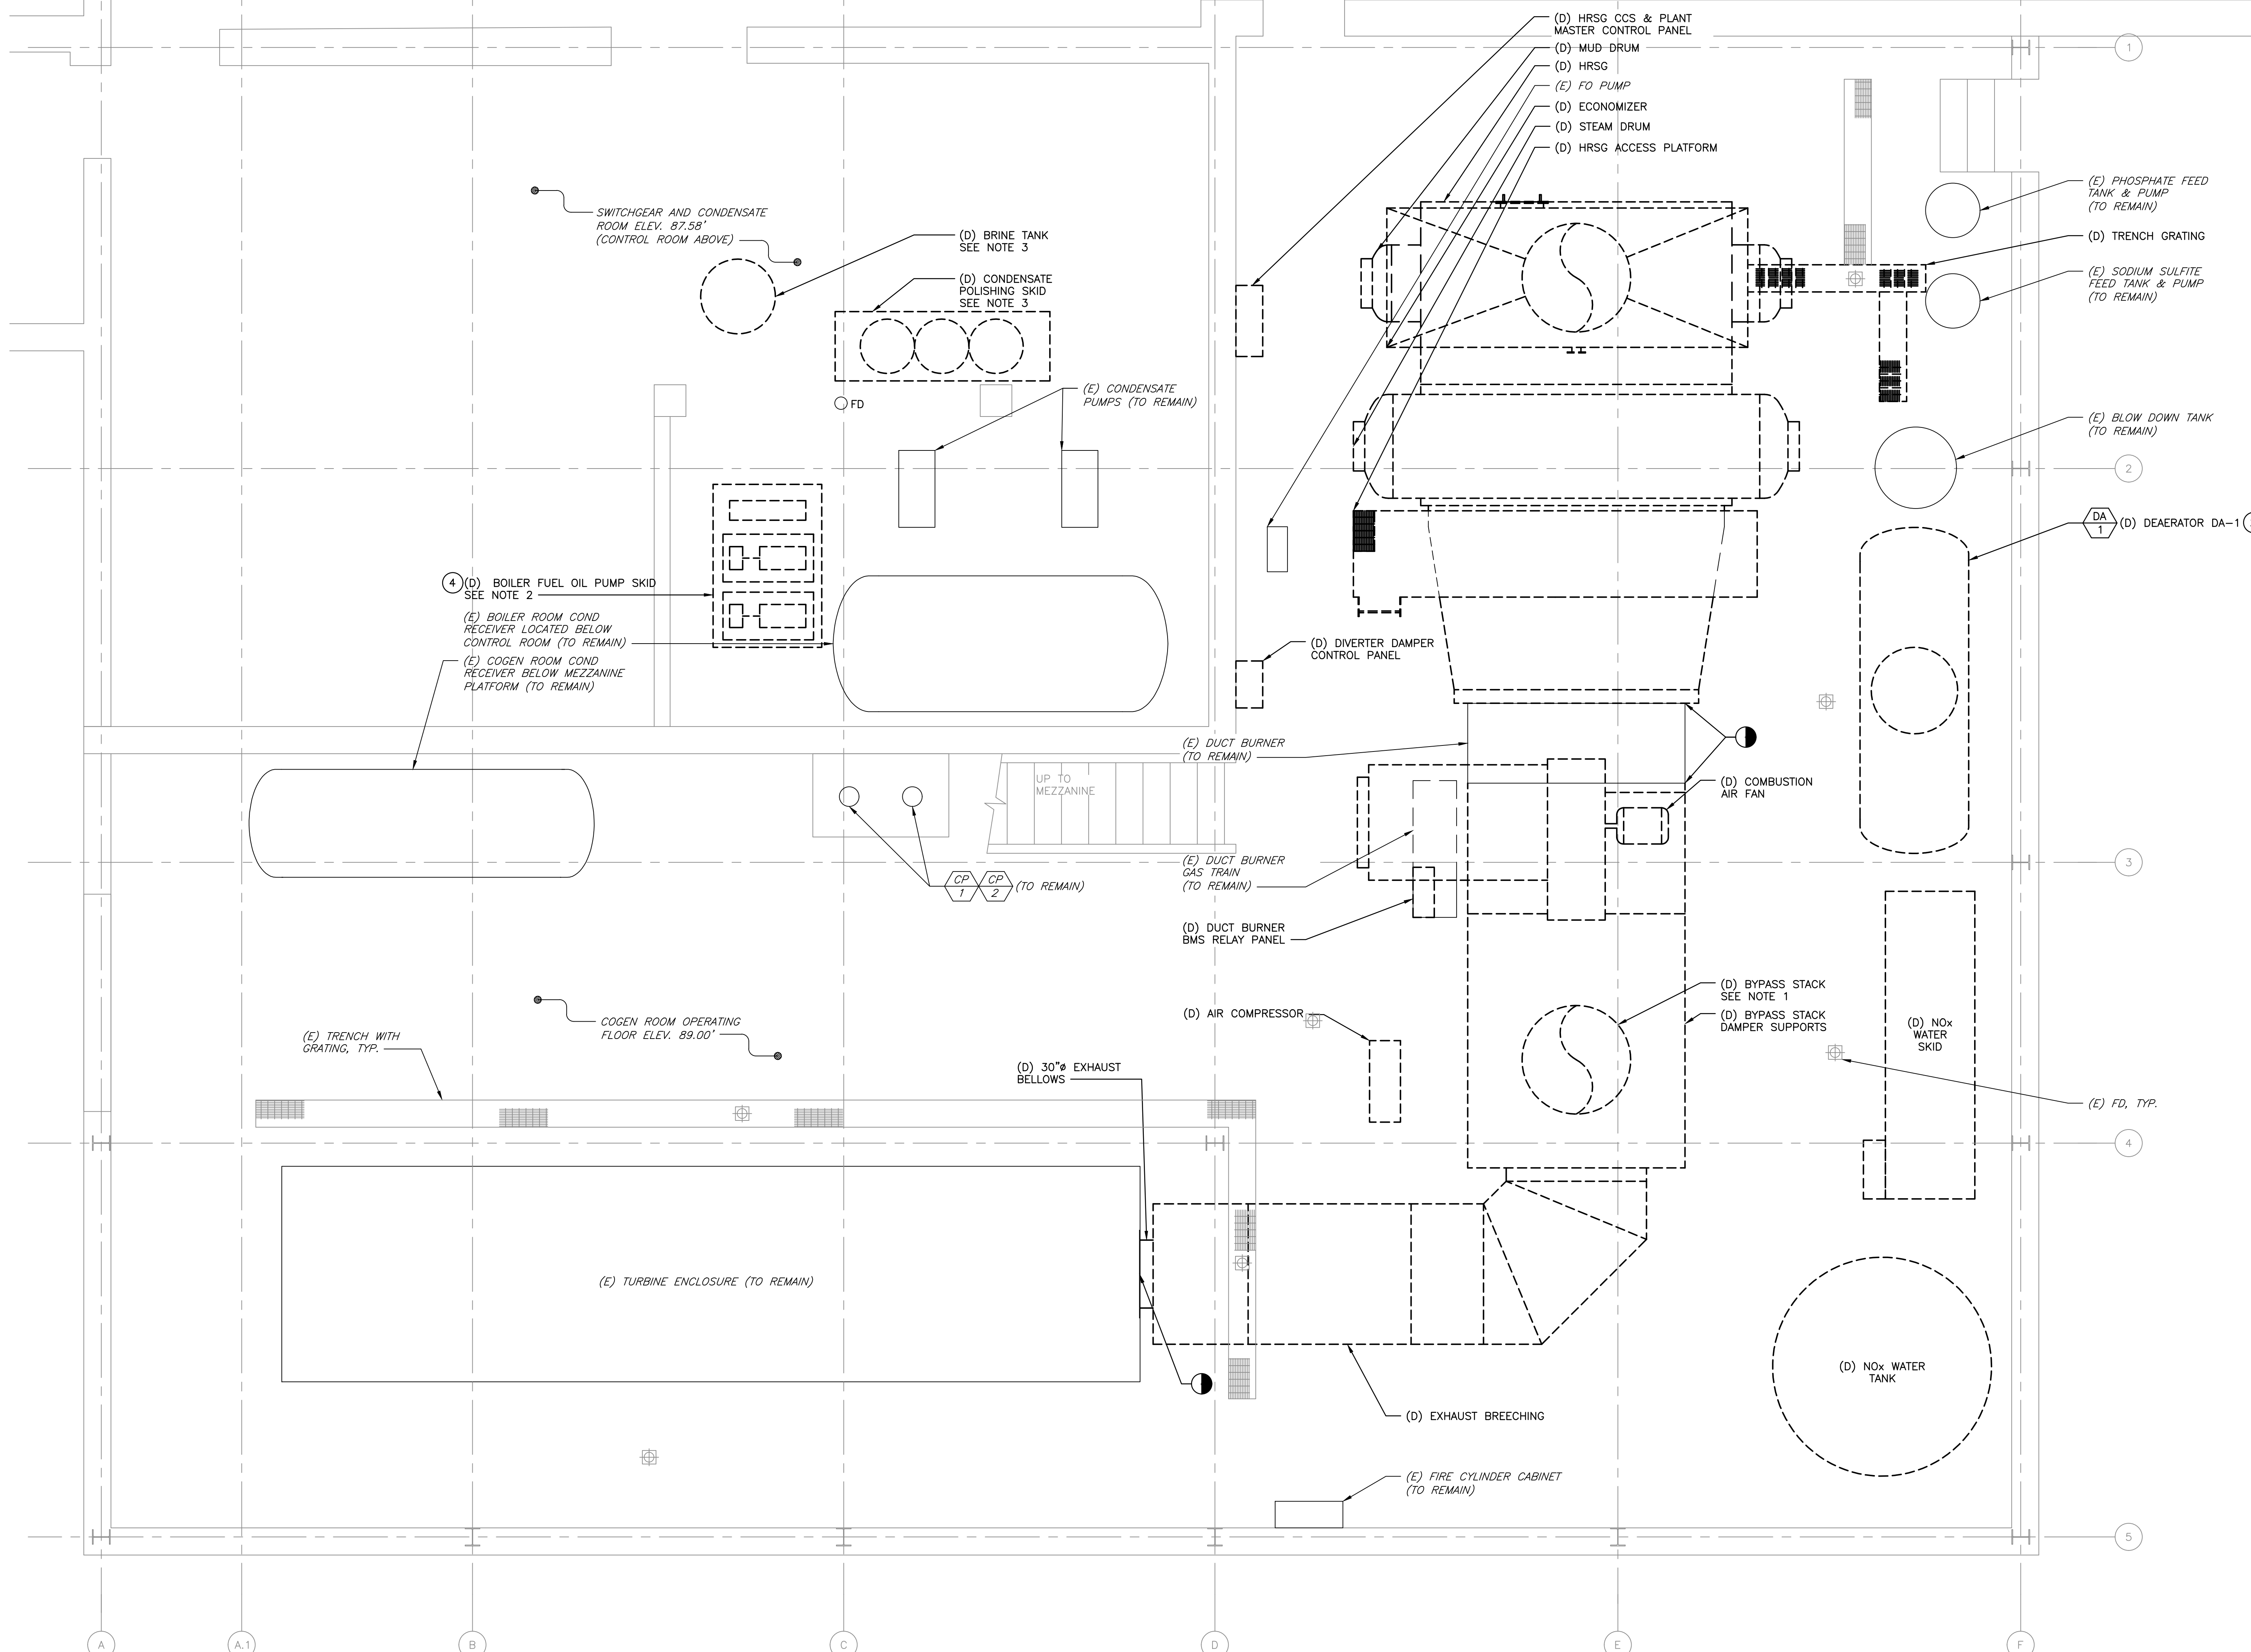 (D) HRSG CCS & PLANT
MASTER CONTROL PANEL
(D) MUD DRUM
(D) HRSG
(E) FO PUMP
(D) ECONOMIZER
(D) STEAM DRUM
(D) HRSG ACCESS PLATFORM
1
(E) PHOSPHATE FEED
TANK & PUMP
(TO REMAIN)
(D) TRENCH GRATING
(E) SODIUM SULFITE
FEED TANK & PUMP
(TO REMAIN)
SWITCHGEAR AND CONDENSATE
ROOM ELEV. 87.58'
(CONTROL ROOM ABOVE)
(D) BRINE TANK
SEE NOTE 3
(D) CONDENSATE
POLISHING SKID
SEE NOTE 3
FD
(E) CONDENSATE
PUMPS (TO REMAIN)
(E) BLOW DOWN TANK
(TO REMAIN)
2
DA
1
(D) DEAERATOR DA-1
4
(D) BOILER FUEL OIL PUMP SKID
SEE NOTE 2
(E) BOILER ROOM COND
RECEIVER LOCATED BELOW
CONTROL ROOM (TO REMAIN)
(E) COGEN ROOM COND
RECEIVER BELOW MEZZANINE
PLATFORM (TO REMAIN)
(D) DIVERTER DAMPER
CONTROL PANEL
(E) DUCT BURNER
(TO REMAIN)
UP TO
MEZZANINE
(D) COMBUSTION
AIR FAN
3
(E) DUCT BURNER
GAS TRAIN
(TO REMAIN)
CP
1
CP
2
(TO REMAIN)
(D) DUCT BURNER
BMS RELAY PANEL
(D) BYPASS STACK
SEE NOTE 1
(D) BYPASS STACK
DAMPER SUPPORTS
(D) AIR COMPRESSOR
(D) NOx
WATER
SKID
COGEN ROOM OPERATING
FLOOR ELEV. 89.00'
(E) TRENCH WITH
GRATING, TYP.
(D) 30"ø EXHAUST
BELLOWS
(E) FD, TYP.
4
(E) TURBINE ENCLOSURE (TO REMAIN)
(D) NOx WATER
TANK
(D) EXHAUST BREECHING
(E) FIRE CYLINDER CABINET
(TO REMAIN)
5
A
A.1
B
C
D
E
F